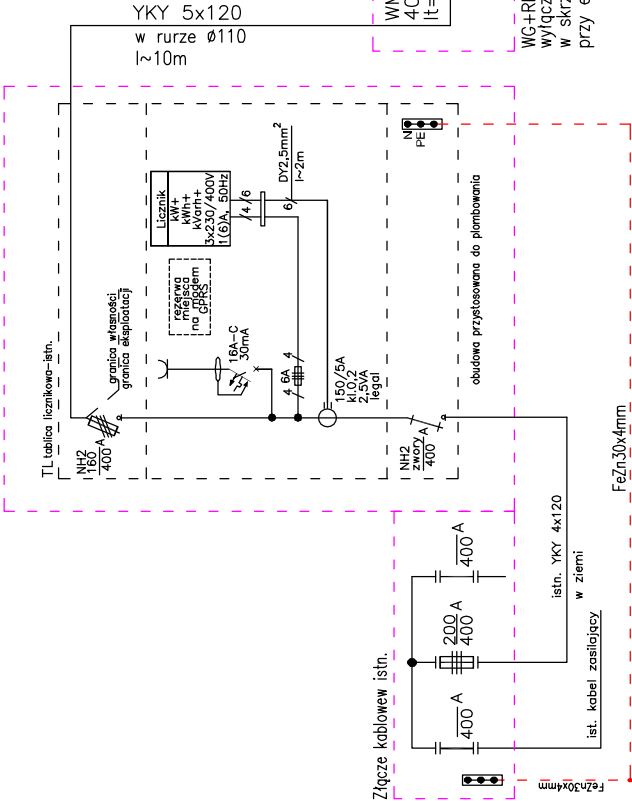 YKY 5x120
w rurze Ø110
l~10m
WG+R
wyłącz
w skrz
przy e
TL tablica licznikowa-istn.
granica własności
granica eksploatacji
NH2
160 A
400
Licznik
kW+
kWh+
kVarh+
3x230/400V
1(6)A, 50Hz
rezerwa
miejsca
na modem
GPRS
4/6
6
DY2,5mm²
l~2m
16A-C
30mA
4 6A 4
150/5A
kl.0,2
2,5VA
legal
NH2
zwory A
400
N
PE
obudowa przystosowana do plombowania
Złącze kablowew istn.
400 A
200 A
400
400 A
istn. YKY 4x120
w ziemi
ist. kabel zasilający
FeZn30x4mm
FeZn30x4mm